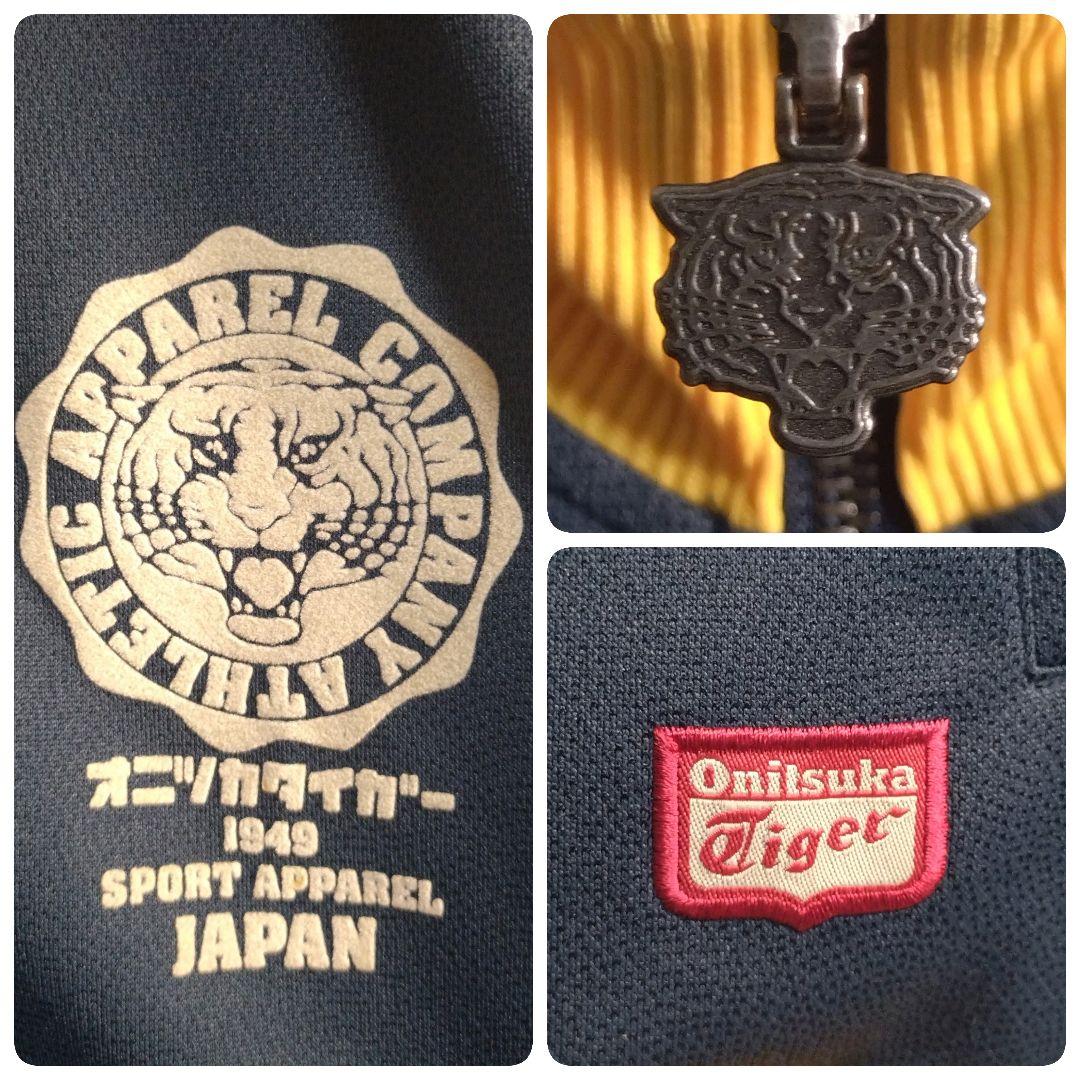 APPAREL COMPANY ATHLETIC
オニツカタイガー
1949
SPORT APPAREL
JAPAN
Onitsuka
Tiger